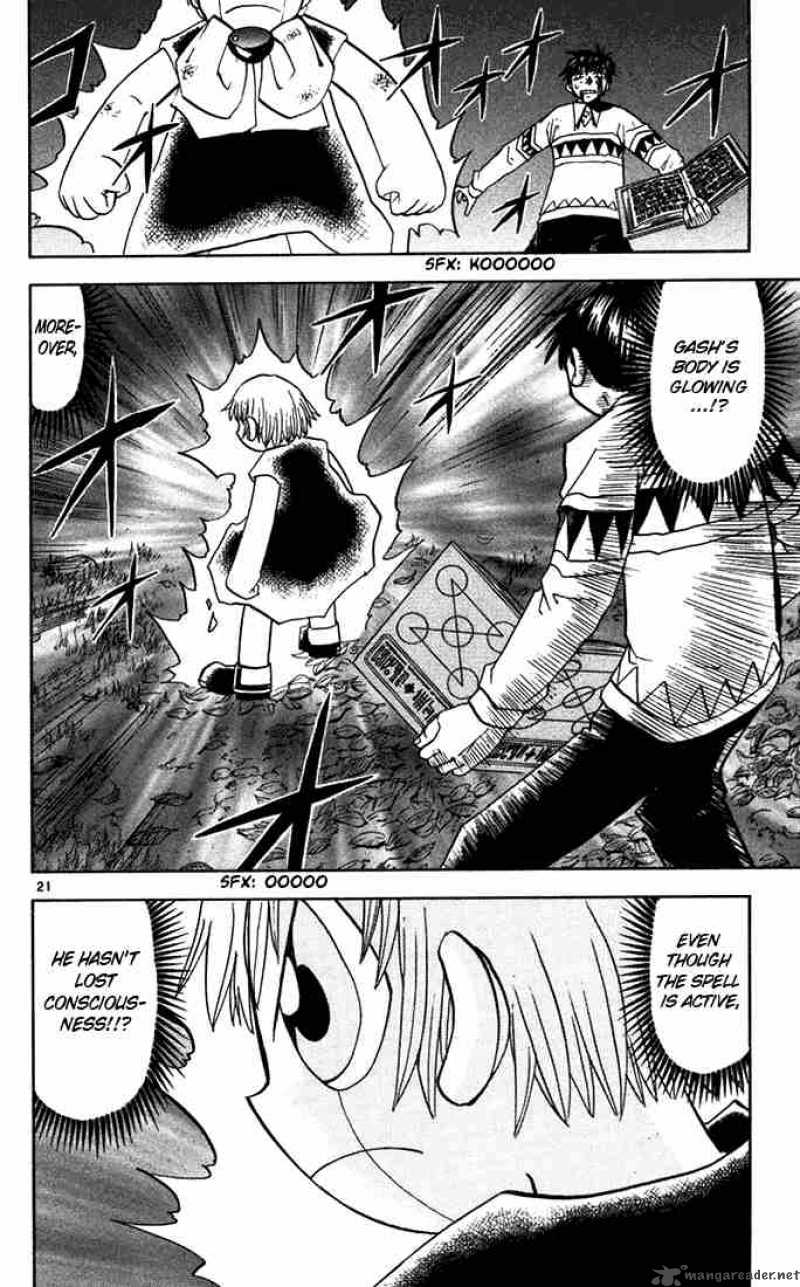 SFX: KOOOOOO
GASH'S
BODY IS
GLOWING
...!?
MORE-
OVER,
SFX: OOOOO
21
EVEN
THOUGH
THE SPELL
IS ACTIVE,
HE HASN'T
LOST
CONSCIOUS-
NESS!!?
mangareader.net